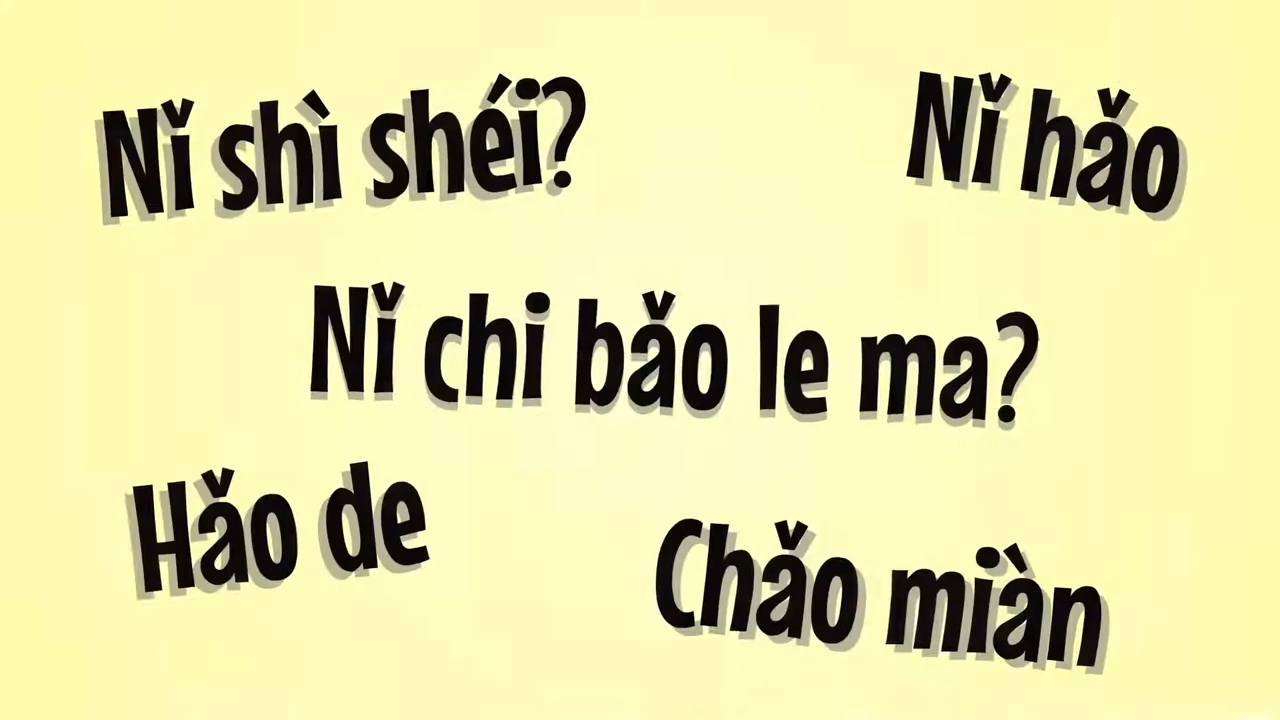 Nǐ shì shéi?
Nǐ hǎo
Nǐ chi bǎo le ma?
Hǎo de
Chǎo miàn